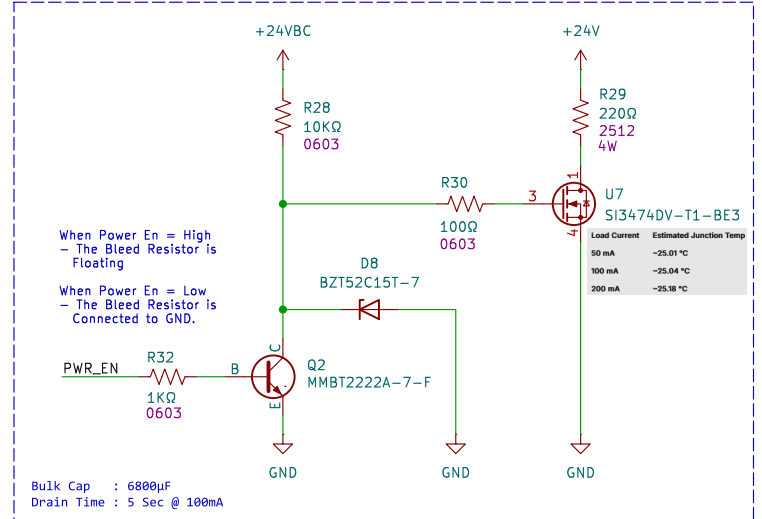 +24VBC
+24V
R28
10KΩ
0603
R29
220Ω
2512
4W
1
R30
100Ω
0603
3
U7
SI3474DV-T1-BE3
4
Load Current Estimated Junction Temp
50 mA ~25.01 °C
100 mA ~25.04 °C
200 mA ~25.18 °C
When Power En = High
– The Bleed Resistor is
Floating
When Power En = Low
– The Bleed Resistor is
Connected to GND.
D8
BZT52C15T-7
PWR_EN
R32
1KΩ
0603
B
C
E
Q2
MMBT2222A-7-F
GND
GND
GND
Bulk Cap : 6800µF
Drain Time : 5 Sec @ 100mA